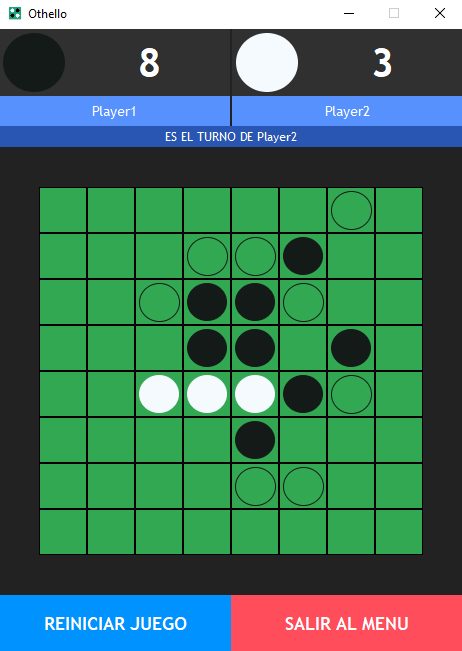 Othello
8 3
Player1 Player2
ES EL TURNO DE Player2
REINICIAR JUEGO SALIR AL MENU